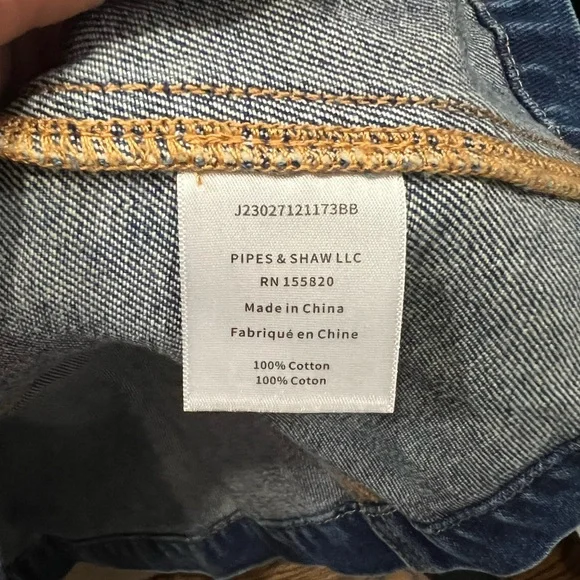 J23027121173BB
PIPES & SHAW LLC
RN 155820
Made in China
Fabriqué en Chine
100% Cotton
100% Coton